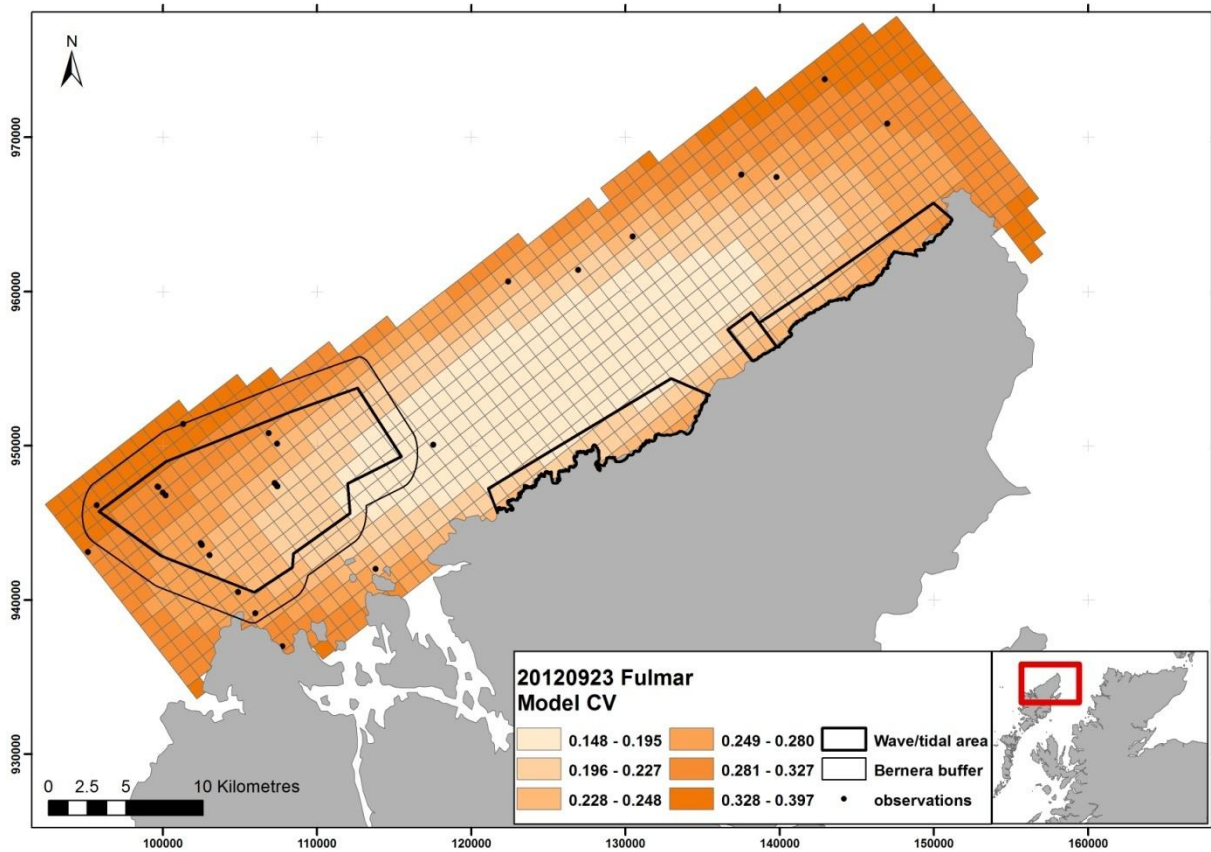 N
970000
960000
950000
940000
930000
20120923 Fulmar
Model CV
0.148 - 0.195
0.249 - 0.280
Wave/tidal area
0.196 - 0.227
0.281 - 0.327
Bernera buffer
0.228 - 0.248
0.328 - 0.397
observations
0 2.5 5 10 Kilometres
100000 110000 120000 130000 140000 150000 160000